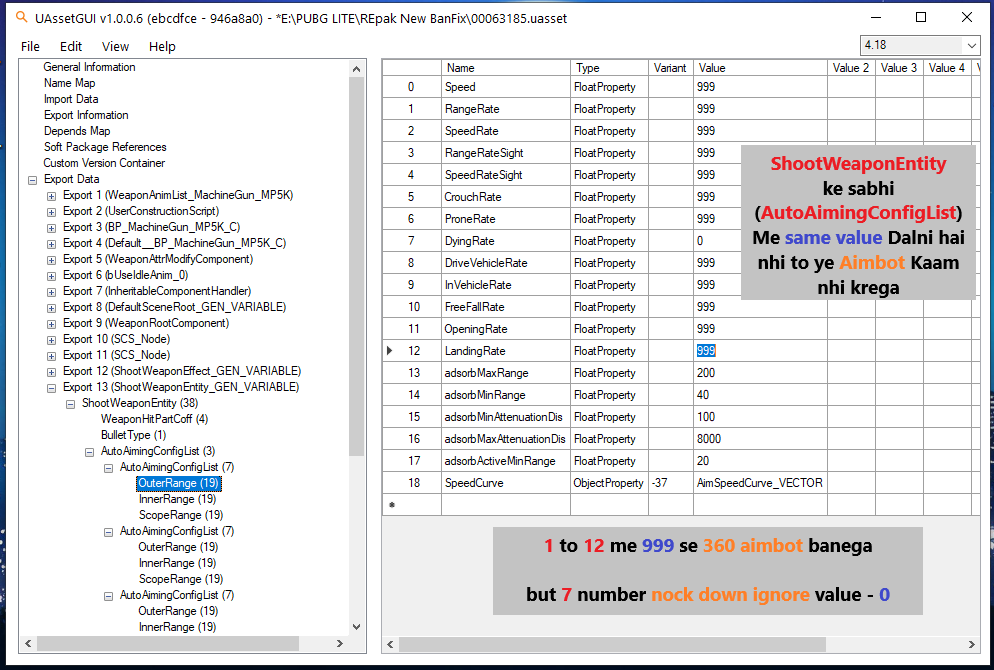 UAssetGUI v1.0.0.6 (ebcdfce - 946a8a0) - *E:\PUBG LITE\REpak New BanFix\00063185.uasset
File Edit View Help
4.18
General Information
Name Map
Import Data
Export Information
Depends Map
Soft Package References
Custom Version Container
Export Data
Export 1 (WeaponAnimList_MachineGun_MP5K)
Export 2 (UserConstructionScript)
Export 3 (BP_MachineGun_MP5K_C)
Export 4 (Default__BP_MachineGun_MP5K_C)
Export 5 (WeaponAttrModifyComponent)
Export 6 (bUseIdleAnim_0)
Export 7 (InheritableComponentHandler)
Export 8 (DefaultSceneRoot_GEN_VARIABLE)
Export 9 (WeaponRootComponent)
Export 10 (SCS_Node)
Export 11 (SCS_Node)
Export 12 (ShootWeaponEffect_GEN_VARIABLE)
Export 13 (ShootWeaponEntity_GEN_VARIABLE)
ShootWeaponEntity (38)
WeaponHitPartCoff (4)
BulletType (1)
AutoAimingConfigList (3)
AutoAimingConfigList (7)
OuterRange (19)
InnerRange (19)
ScopeRange (19)
AutoAimingConfigList (7)
OuterRange (19)
InnerRange (19)
ScopeRange (19)
AutoAimingConfigList (7)
OuterRange (19)
InnerRange (19)
Name Type Variant Value Value 2 Value 3 Value 4
0 Speed FloatProperty 999
1 RangeRate FloatProperty 999
2 SpeedRate FloatProperty 999
3 RangeRateSight FloatProperty 999
4 SpeedRateSight FloatProperty 999
5 CrouchRate FloatProperty 999
6 ProneRate FloatProperty 999
7 DyingRate FloatProperty 0
8 DriveVehicleRate FloatProperty 999
9 InVehicleRate FloatProperty 999
10 FreeFallRate FloatProperty 999
11 OpeningRate FloatProperty 999
12 LandingRate FloatProperty 999
13 adsorbMaxRange FloatProperty 200
14 adsorbMinRange FloatProperty 40
15 adsorbMinAttenuationDis FloatProperty 100
16 adsorbMaxAttenuationDis FloatProperty 8000
17 adsorbActiveMinRange FloatProperty 20
18 SpeedCurve ObjectProperty -37 AimSpeedCurve_VECTOR
ShootWeaponEntity
ke sabhi
(AutoAimingConfigList)
Me same value Dalni hai
nhi to ye Aimbot Kaam
nhi krega
1 to 12 me 999 se 360 aimbot banega
but 7 number nock down ignore value - 0